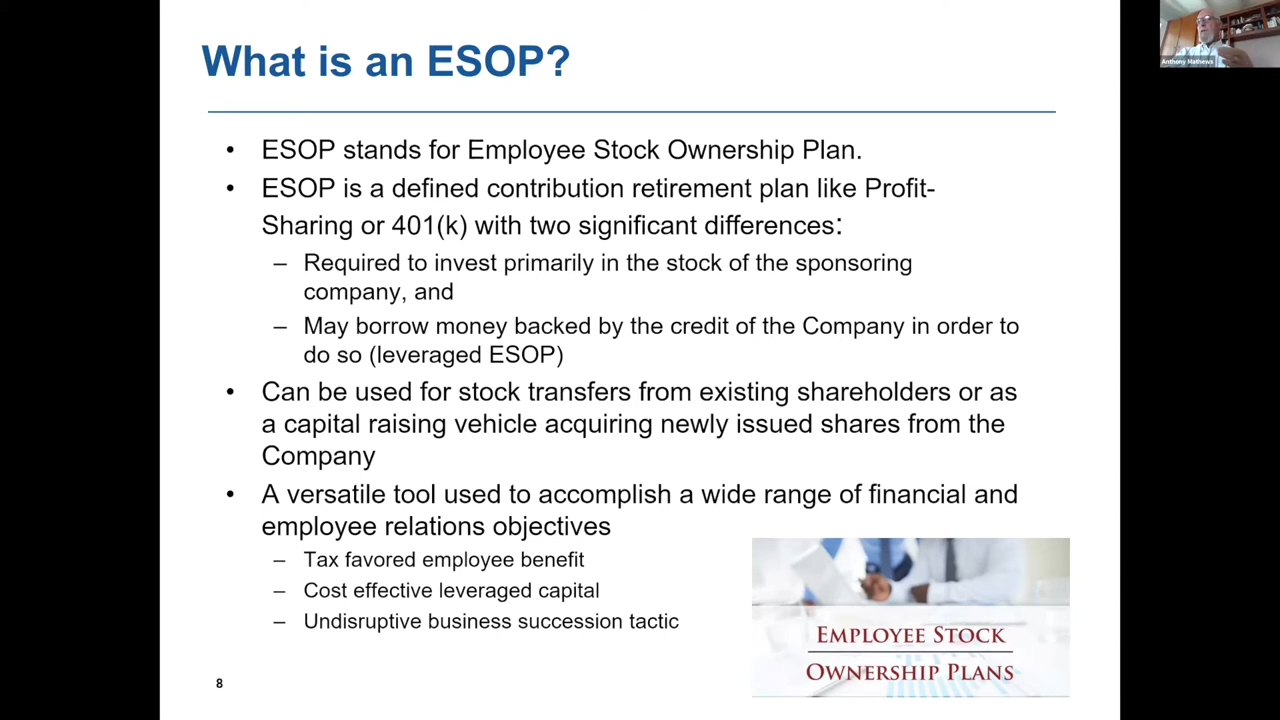 What is an ESOP?
Anthony Mathews
• ESOP stands for Employee Stock Ownership Plan.
• ESOP is a defined contribution retirement plan like Profit-
Sharing or 401(k) with two significant differences:
– Required to invest primarily in the stock of the sponsoring
company, and
– May borrow money backed by the credit of the Company in order to
do so (leveraged ESOP)
• Can be used for stock transfers from existing shareholders or as
a capital raising vehicle acquiring newly issued shares from the
Company
• A versatile tool used to accomplish a wide range of financial and
employee relations objectives
– Tax favored employee benefit
– Cost effective leveraged capital
– Undisruptive business succession tactic
EMPLOYEE STOCK
OWNERSHIP PLANS
8